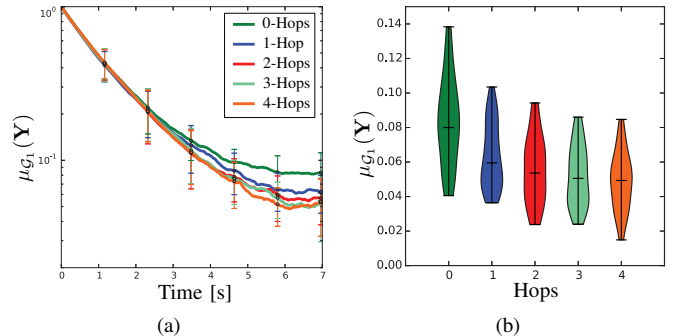 10⁰
10⁻¹
μ_G₁(Y)
0 1 2 3 4 5 6 7
Time [s]
0-Hops
1-Hop
2-Hops
3-Hops
4-Hops
(a)
0.14
0.12
0.10
0.08
0.06
0.04
0.02
0.00
μ_G₁(Y)
0 1 2 3 4
Hops
(b)